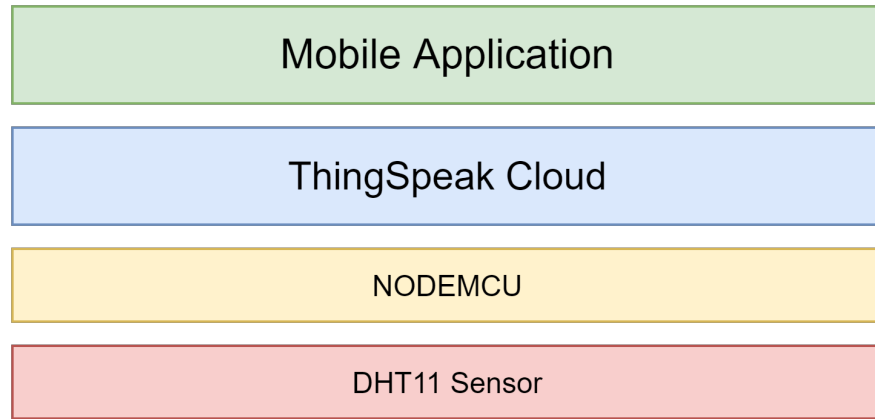 Mobile Application
ThingSpeak Cloud
NODEMCU
DHT11 Sensor